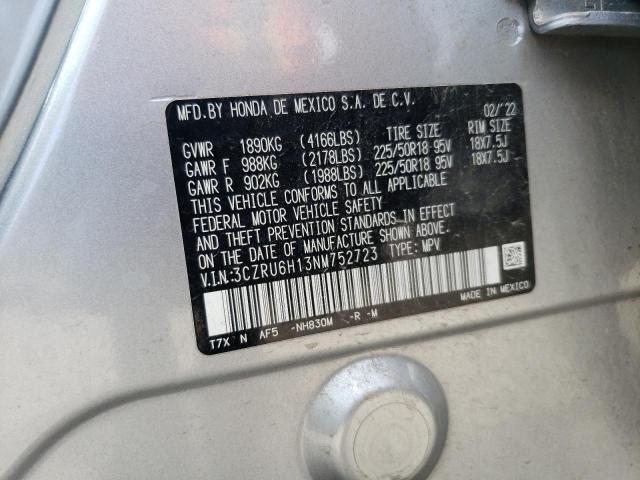 MFD.BY HONDA DE MEXICO S.A. DE C.V. 02/'22
GVWR 1890KG (4166LBS) TIRE SIZE RIM SIZE
GAWR F 988KG (2178LBS) 225/50R18 95V 18X7.5J
GAWR R 902KG (1988LBS) 225/50R18 95V 18X7.5J
THIS VEHICLE CONFORMS TO ALL APPLICABLE
FEDERAL MOTOR VEHICLE SAFETY
AND THEFT PREVENTION STANDARDS IN EFFECT
ON THE DATE OF MANUFACTURE SHOWN ABOVE.
V.I.N:3CZRU6H13NM752723 TYPE: MPV
MADE IN MEXICO
T7X N AF5 -NH830M -R -M